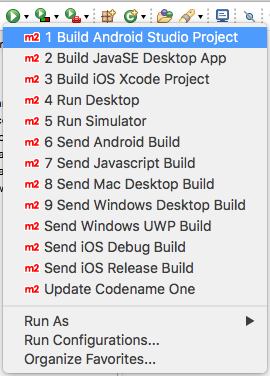 m2 1 Build Android Studio Project
m2 2 Build JavaSE Desktop App
m2 3 Build iOS Xcode Project
m2 4 Run Desktop
m2 5 Run Simulator
m2 6 Send Android Build
m2 7 Send Javascript Build
m2 8 Send Mac Desktop Build
m2 9 Send Windows Desktop Build
m2 Send Windows UWP Build
m2 Send iOS Debug Build
m2 Send iOS Release Build
m2 Update Codename One
Run As
Run Configurations...
Organize Favorites...